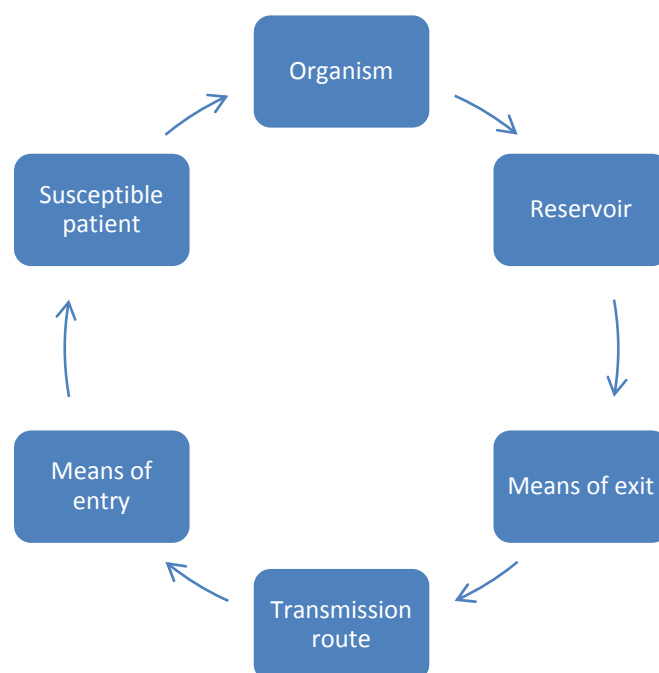 Organism
Reservoir
Means of exit
Transmission
route
Means of
entry
Susceptible
patient